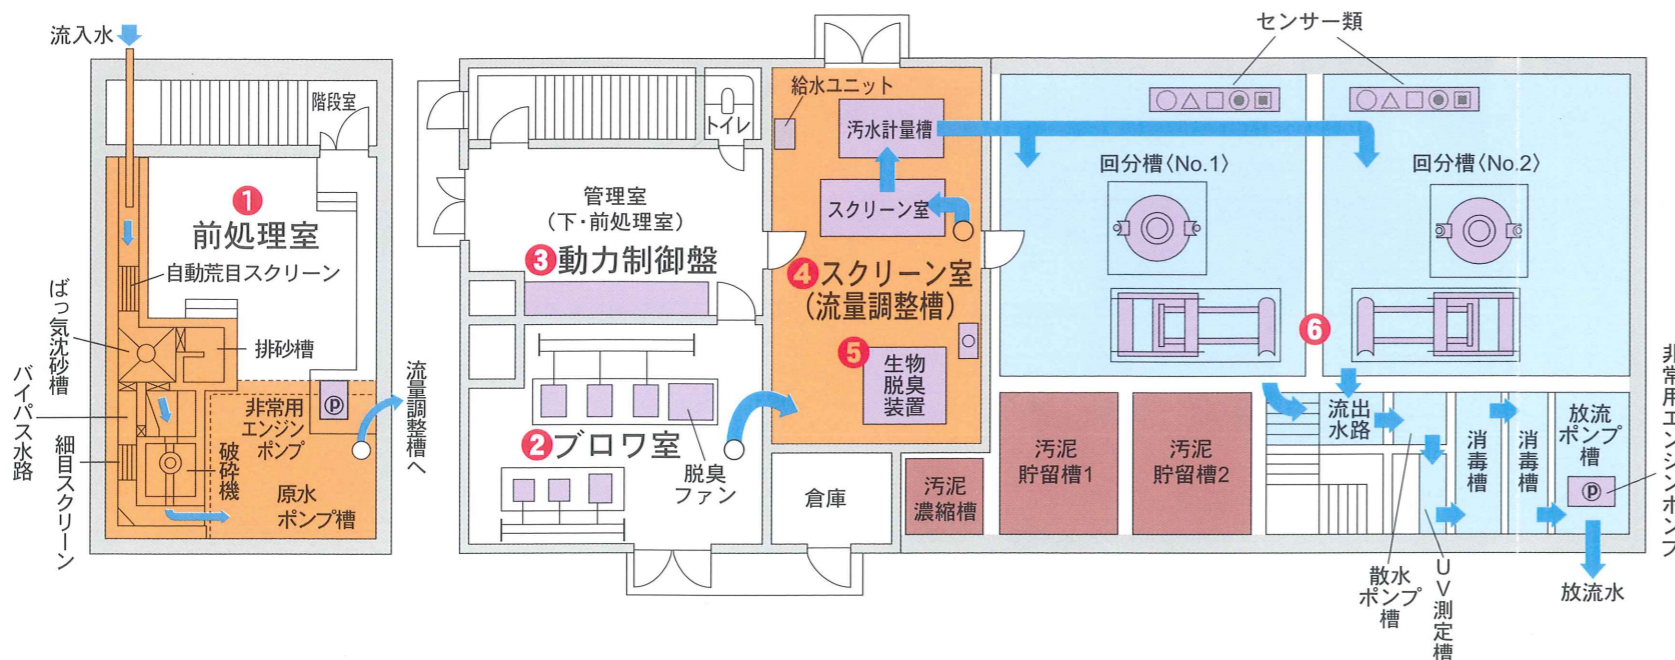 流入水
階段室
❶
前処理室
自動荒目スクリーン
ばっ気沈砂槽
排砂槽
バイパス水路
細目スクリーン
破砕機
非常用
エンジン
ポンプ
Ⓟ
原水
ポンプ槽
流量調整槽へ
トイレ
管理室
(下・前処理室)
❸動力制御盤
❷ブロワ室
脱臭
ファン
倉庫
給水ユニット
汚水計量槽
スクリーン室
❹スクリーン室
(流量調整槽)
❺
生物
脱臭
装置
センサー類
回分槽〈No.1〉
回分槽〈No.2〉
❻
汚泥
濃縮槽
汚泥
貯留槽1
汚泥
貯留槽2
流出
水路
散水
ポンプ
槽
UV測定槽
消毒槽
消毒槽
放流
ポンプ槽
Ⓟ
非常用エンジンポンプ
放流水